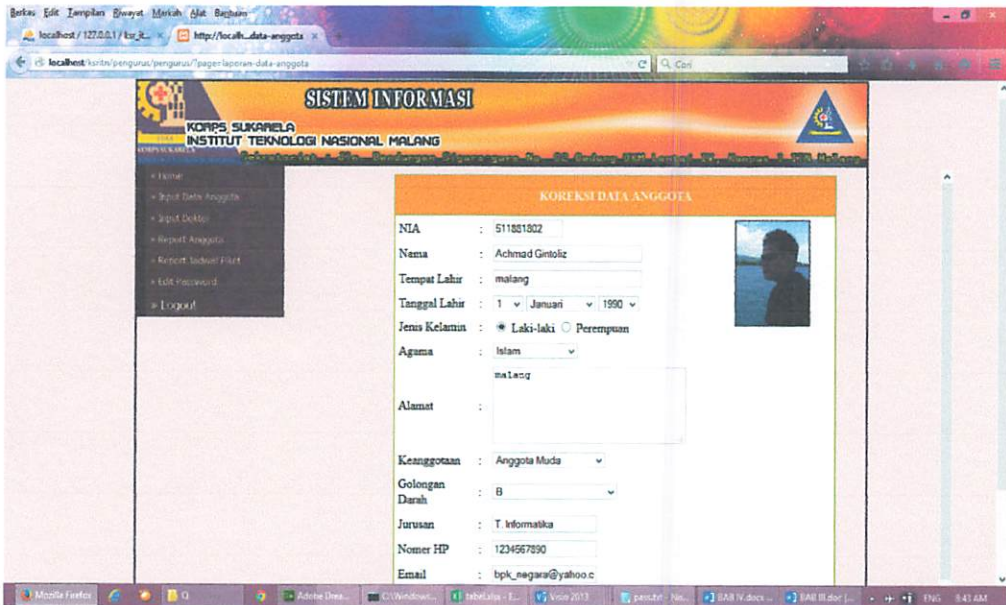 Berkas Edit Tampilan Riwayat Markah Alat Bantuan
localhost / 127.0.0.1 / ksr_it...
http://localh...data-anggota
localhost/ksritn/pengurus/pengurus/?page=laporan-data-anggota
Cari
SISTEM INFORMASI
KORPS SUKARELA
INSTITUT TEKNOLOGI NASIONAL MALANG
» Home
» Input Data Anggota
» Input Dokter
» Report Anggota
» Report Jadwal Piket
» Edit Password
» Logout
KOREKSI DATA ANGGOTA
NIA : 511881802
Nama : Achmad Gintoliz
Tempat Lahir : malang
Tanggal Lahir : 1 Januari 1990
Jenis Kelamin : Laki-laki Perempuan
Agama : Islam
malang
Alamat :
Keanggotaan : Anggota Muda
Golongan Darah : B
Jurusan : T. Informatika
Nomer HP : 1234567890
Email : bpk_negara@yahoo.c
Mozilla Firefox
Adobe Drea...
C:\Windows...
tabel.xlsx - E...
Visio 2013
pass.txt - No...
BAB IV.docx ...
BAB III.doc [...
ENG 8:43 AM